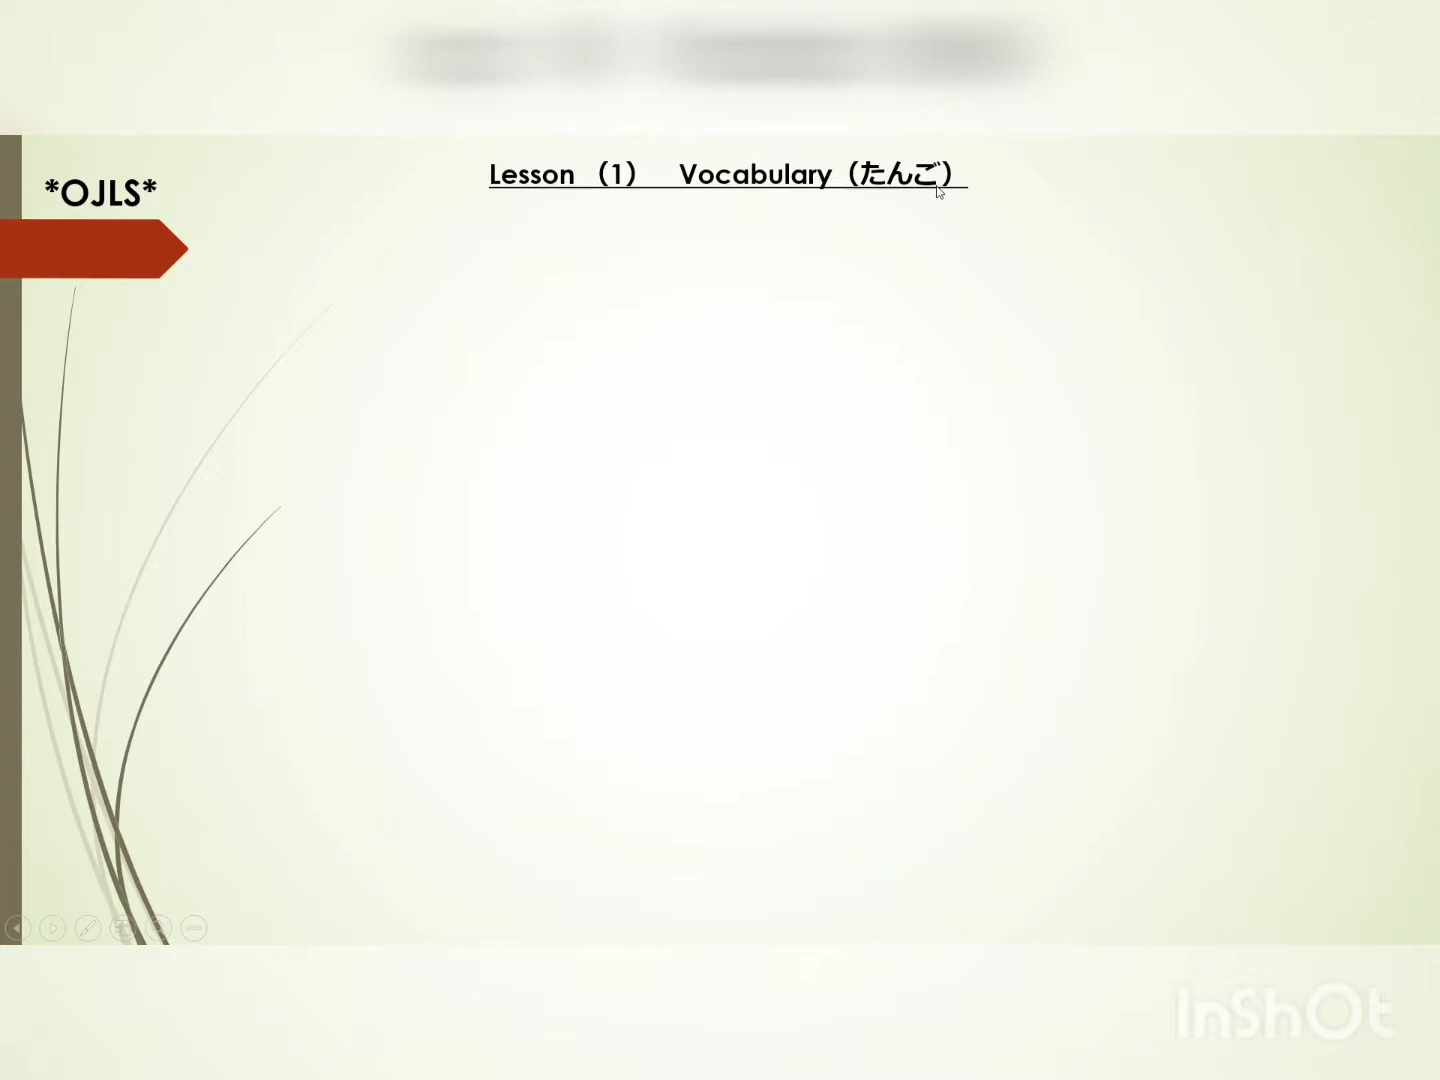 Lesson （1） Vocabulary（たんご）
*OJLS*
InShOt